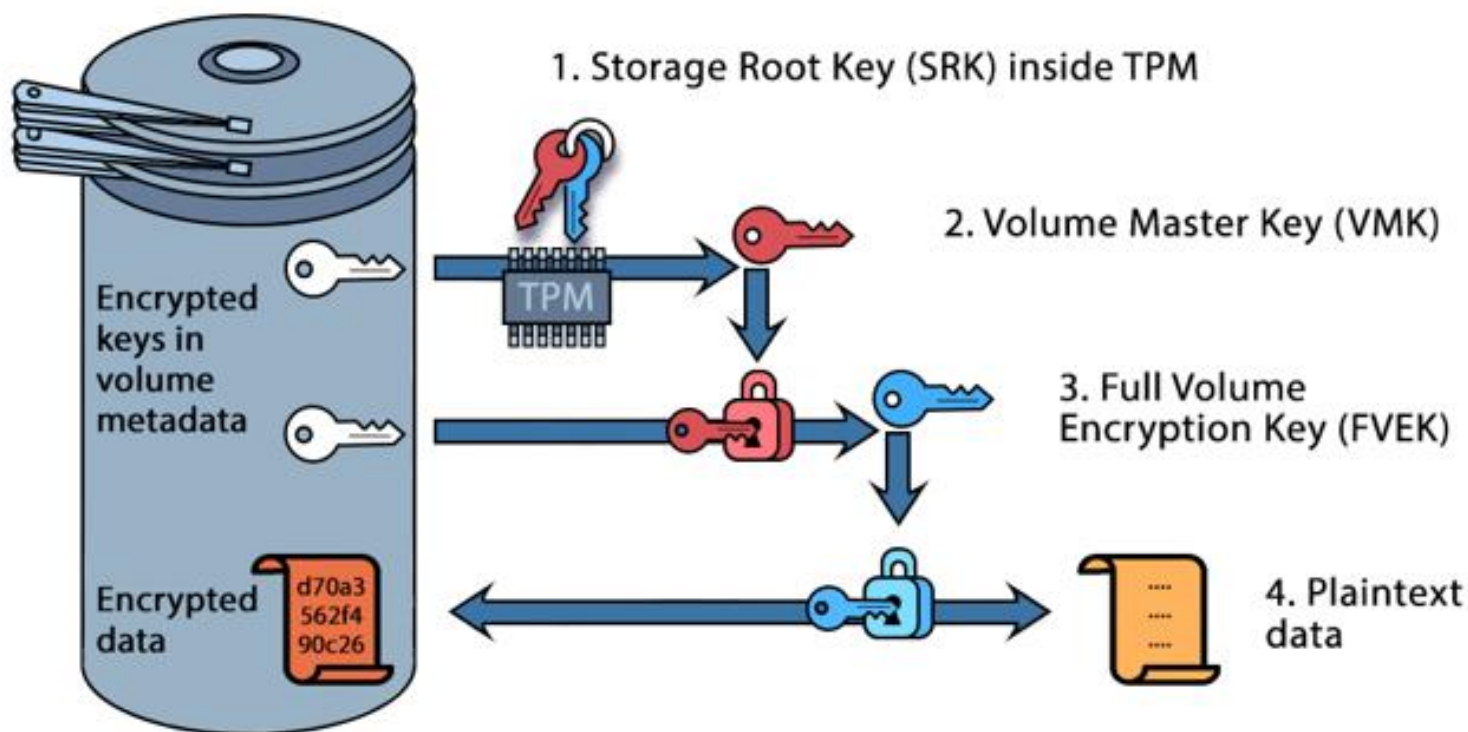 1. Storage Root Key (SRK) inside TPM
2. Volume Master Key (VMK)
TPM
Encrypted
keys in
volume
metadata
3. Full Volume
Encryption Key (FVEK)
Encrypted
data
d70a3
562f4
90c26
....
....
....
4. Plaintext
data